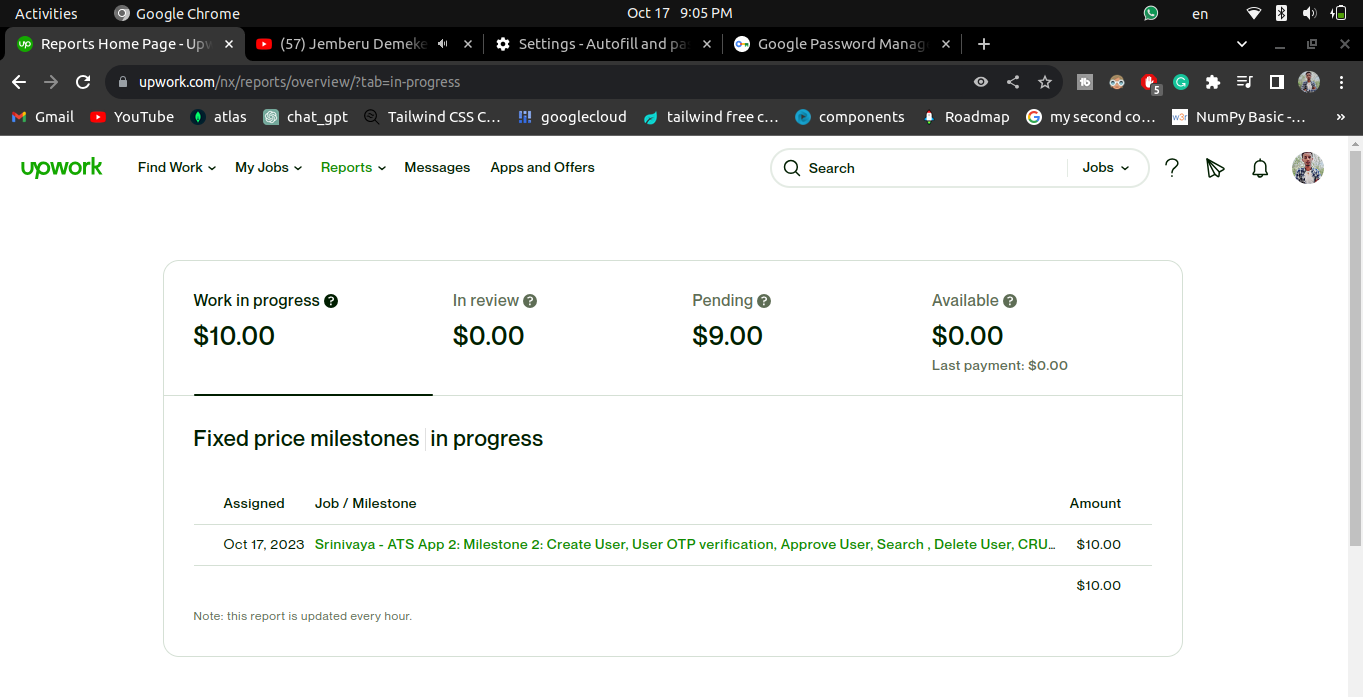 Activities Google Chrome Oct 17 9:05 PM en
up Reports Home Page - Upw (57) Jemberu Demeke Settings - Autofill and pa Google Password Manag
upwork.com/nx/reports/overview/?tab=in-progress 5
Gmail YouTube atlas chat_gpt Tailwind CSS C... googlecloud tailwind free c... components Roadmap my second co... NumPy Basic -... »
upwork Find Work My Jobs Reports Messages Apps and Offers Search Jobs ?
Work in progress ? In review ? Pending ? Available ?
$10.00 $0.00 $9.00 $0.00
Last payment: $0.00
Fixed price milestones in progress
Assigned Job / Milestone Amount
Oct 17, 2023 Srinivaya - ATS App 2: Milestone 2: Create User, User OTP verification, Approve User, Search , Delete User, CRU... $10.00
$10.00
Note: this report is updated every hour.